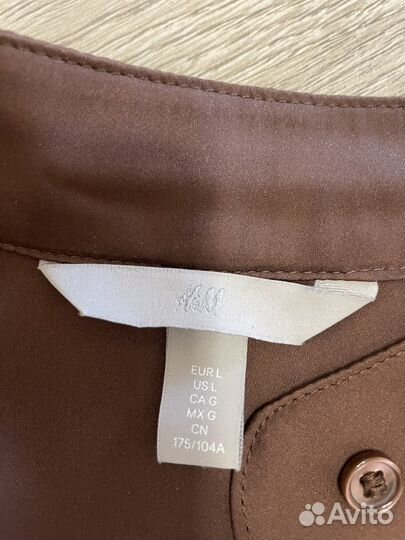 H&M
EUR L
US L
CA G
MX G
CN
175/104A
Avito